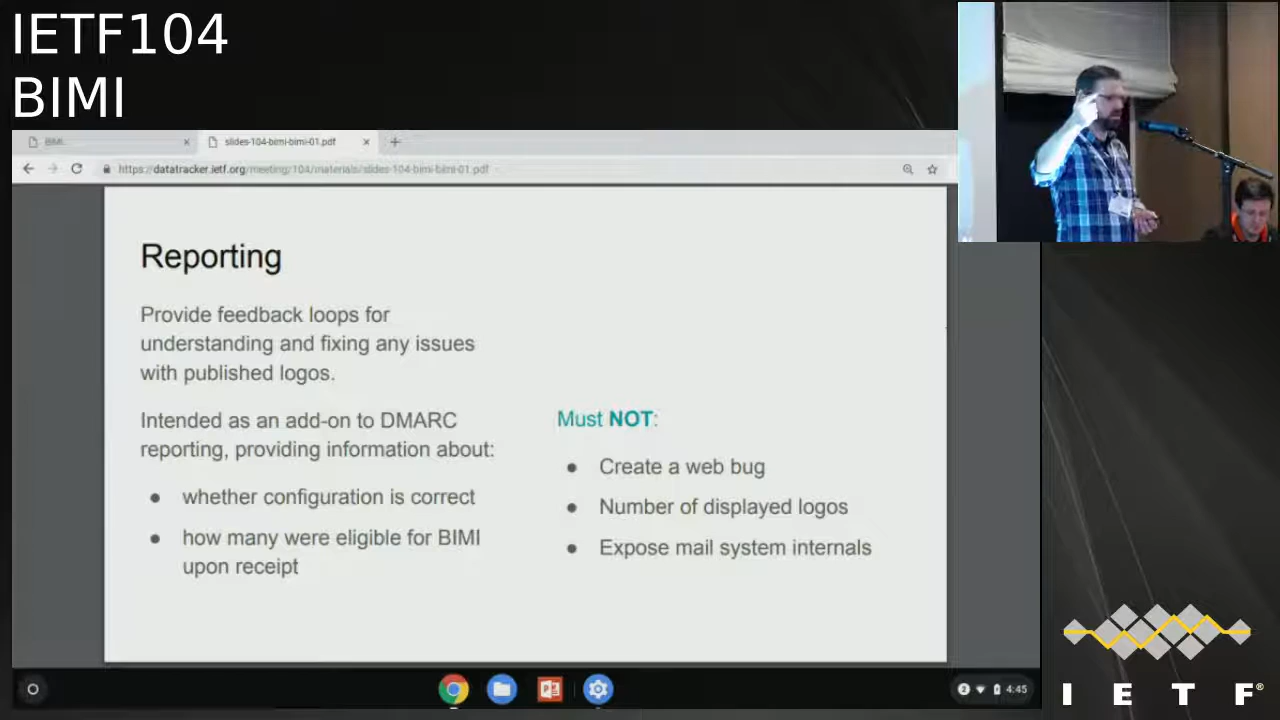 IETF104
BIMI
BIMI
slides-104-bimi-bimi-01.pdf
https://datatracker.ietf.org/meeting/104/materials/slides-104-bimi-bimi-01.pdf
Reporting
Provide feedback loops for
understanding and fixing any issues
with published logos.
Intended as an add-on to DMARC
reporting, providing information about:
● whether configuration is correct
● how many were eligible for BIMI
upon receipt
Must NOT:
● Create a web bug
● Number of displayed logos
● Expose mail system internals
2
4:45
I E T F®